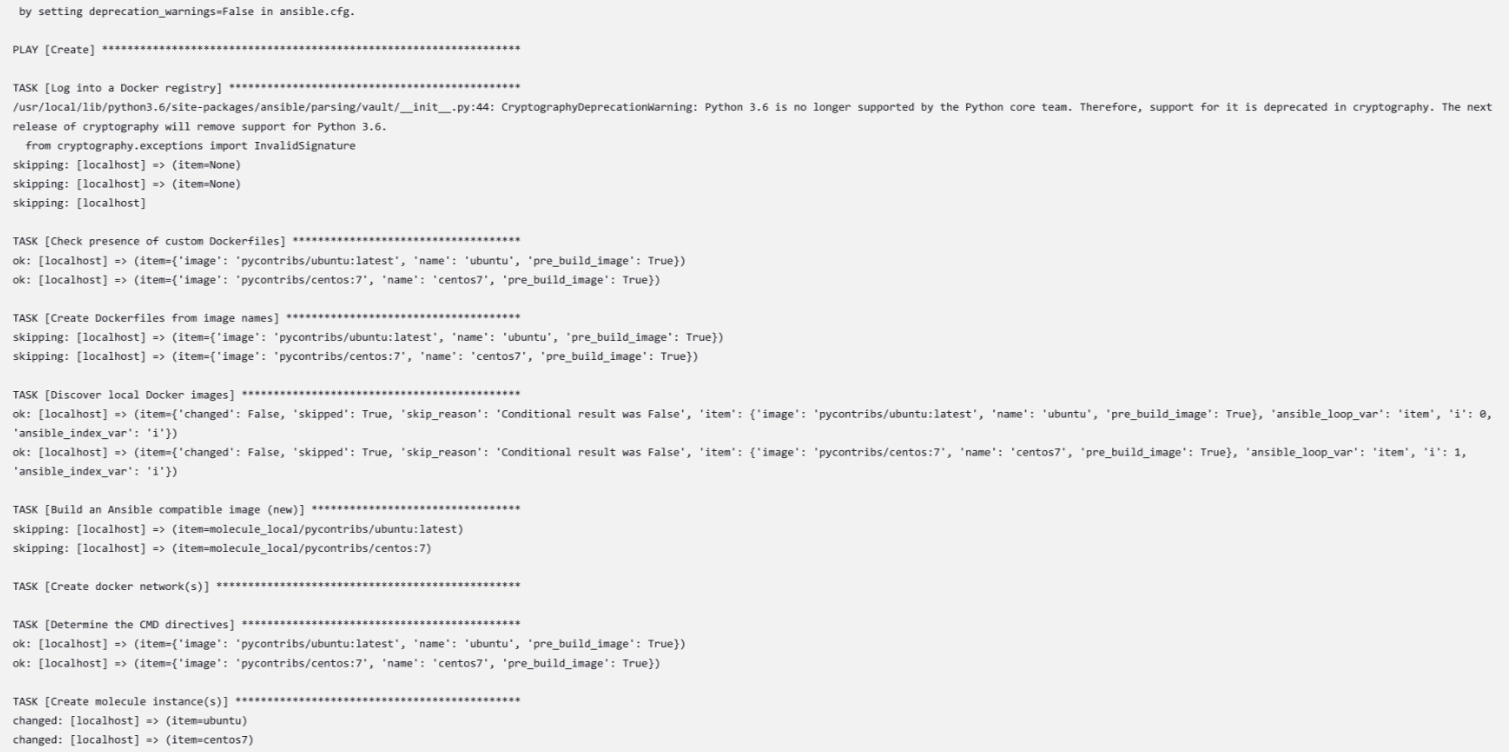 by setting deprecation_warnings=False in ansible.cfg.
PLAY [Create] ******************************************************************
TASK [Log into a Docker registry] **********************************************
/usr/local/lib/python3.6/site-packages/ansible/parsing/vault/__init__.py:44: CryptographyDeprecationWarning: Python 3.6 is no longer supported by the Python core team. Therefore, support for it is deprecated in cryptography. The next
release of cryptography will remove support for Python 3.6.
from cryptography.exceptions import InvalidSignature
skipping: [localhost] => (item=None)
skipping: [localhost] => (item=None)
skipping: [localhost]
TASK [Check presence of custom Dockerfiles] ************************************
ok: [localhost] => (item={'image': 'pycontribs/ubuntu:latest', 'name': 'ubuntu', 'pre_build_image': True})
ok: [localhost] => (item={'image': 'pycontribs/centos:7', 'name': 'centos7', 'pre_build_image': True})
TASK [Create Dockerfiles from image names] *************************************
skipping: [localhost] => (item={'image': 'pycontribs/ubuntu:latest', 'name': 'ubuntu', 'pre_build_image': True})
skipping: [localhost] => (item={'image': 'pycontribs/centos:7', 'name': 'centos7', 'pre_build_image': True})
TASK [Discover local Docker images] ********************************************
ok: [localhost] => (item={'changed': False, 'skipped': True, 'skip_reason': 'Conditional result was False', 'item': {'image': 'pycontribs/ubuntu:latest', 'name': 'ubuntu', 'pre_build_image': True}, 'ansible_loop_var': 'item', 'i': 0,
'ansible_index_var': 'i'})
ok: [localhost] => (item={'changed': False, 'skipped': True, 'skip_reason': 'Conditional result was False', 'item': {'image': 'pycontribs/centos:7', 'name': 'centos7', 'pre_build_image': True}, 'ansible_loop_var': 'item', 'i': 1,
'ansible_index_var': 'i'})
TASK [Build an Ansible compatible image (new)] *********************************
skipping: [localhost] => (item=molecule_local/pycontribs/ubuntu:latest)
skipping: [localhost] => (item=molecule_local/pycontribs/centos:7)
TASK [Create docker network(s)] ************************************************
TASK [Determine the CMD directives] ********************************************
ok: [localhost] => (item={'image': 'pycontribs/ubuntu:latest', 'name': 'ubuntu', 'pre_build_image': True})
ok: [localhost] => (item={'image': 'pycontribs/centos:7', 'name': 'centos7', 'pre_build_image': True})
TASK [Create molecule instance(s)] *********************************************
changed: [localhost] => (item=ubuntu)
changed: [localhost] => (item=centos7)